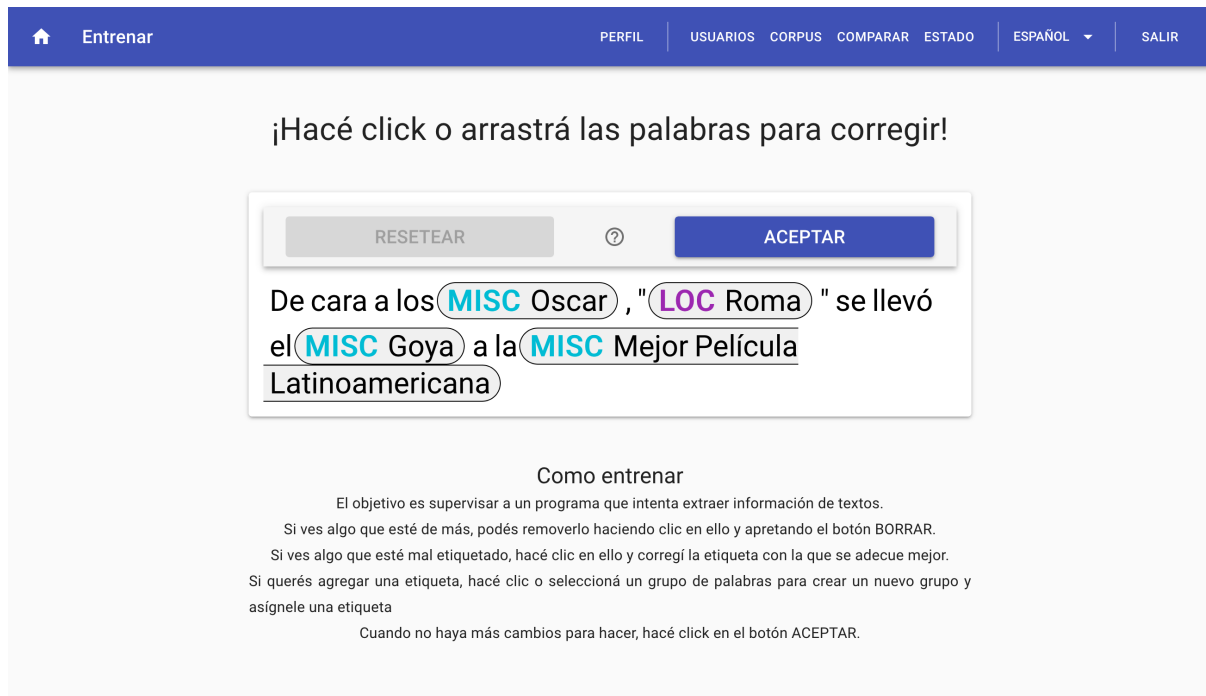 Entrenar PERFIL USUARIOS CORPUS COMPARAR ESTADO ESPAÑOL SALIR
¡Hacé click o arrastrá las palabras para corregir!
RESETEAR ? ACEPTAR
De cara a los MISC Oscar , " LOC Roma " se llevó
el MISC Goya a la MISC Mejor Película
Latinoamericana
Como entrenar
El objetivo es supervisar a un programa que intenta extraer información de textos.
Si ves algo que esté de más, podés removerlo haciendo clic en ello y apretando el botón BORRAR.
Si ves algo que esté mal etiquetado, hacé clic en ello y corregí la etiqueta con la que se adecue mejor.
Si querés agregar una etiqueta, hacé clic o seleccioná un grupo de palabras para crear un nuevo grupo y
asígnele una etiqueta
Cuando no haya más cambios para hacer, hacé click en el botón ACEPTAR.